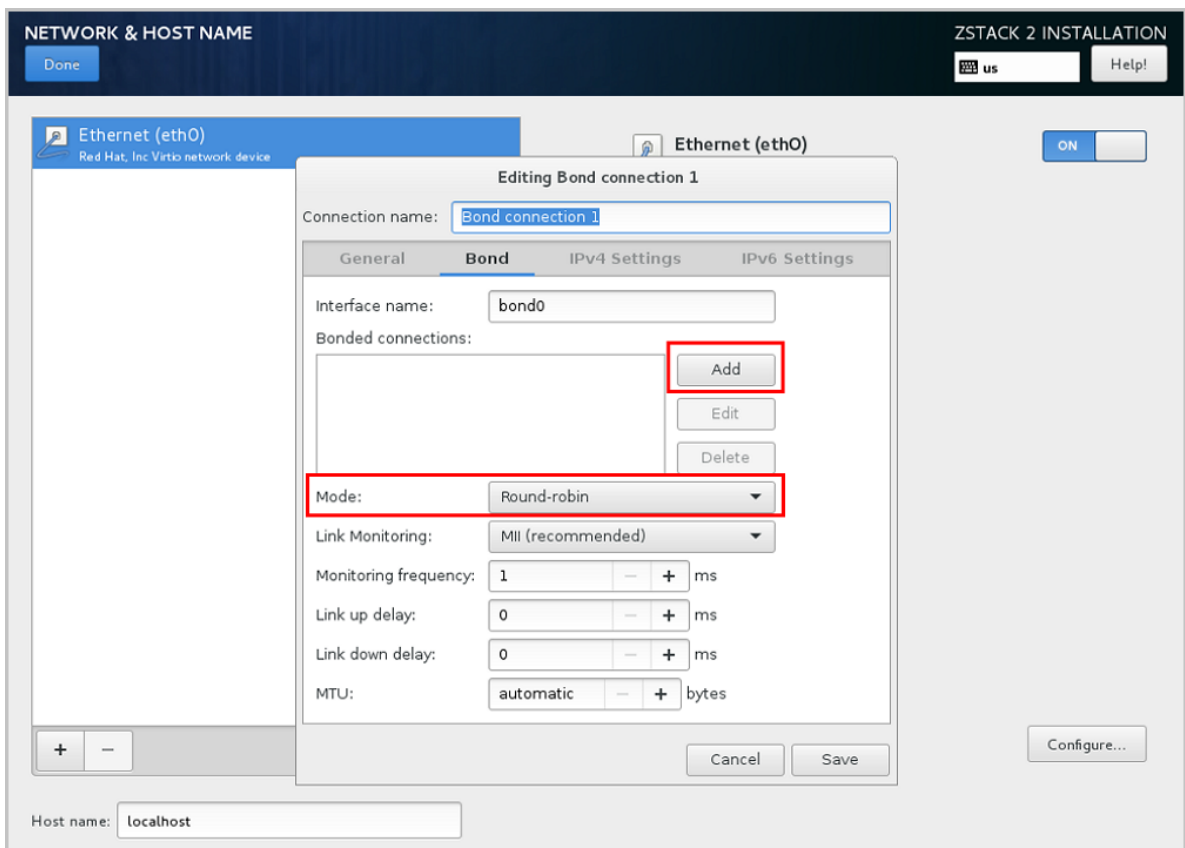 NETWORK & HOST NAME
ZSTACK 2 INSTALLATION
Done
us
Help!
Ethernet (eth0)
Red Hat, Inc Virtio network device
Ethernet (eth0)
ON
Editing Bond connection 1
Connection name: Bond connection 1
General Bond IPv4 Settings IPv6 Settings
Interface name: bond0
Bonded connections:
Add
Edit
Delete
Mode: Round-robin
Link Monitoring: MII (recommended)
Monitoring frequency: 1 − + ms
Link up delay: 0 − + ms
Link down delay: 0 − + ms
MTU: automatic − + bytes
+ −
Configure...
Cancel Save
Host name: localhost